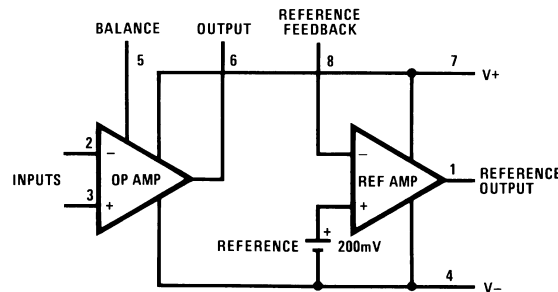 BALANCE
5
OUTPUT
6
REFERENCE
FEEDBACK
8
7
V+
2
−
INPUTS
3
+
OP AMP
−
REF AMP
+
1
REFERENCE
OUTPUT
REFERENCE
+
200mV
4
V−